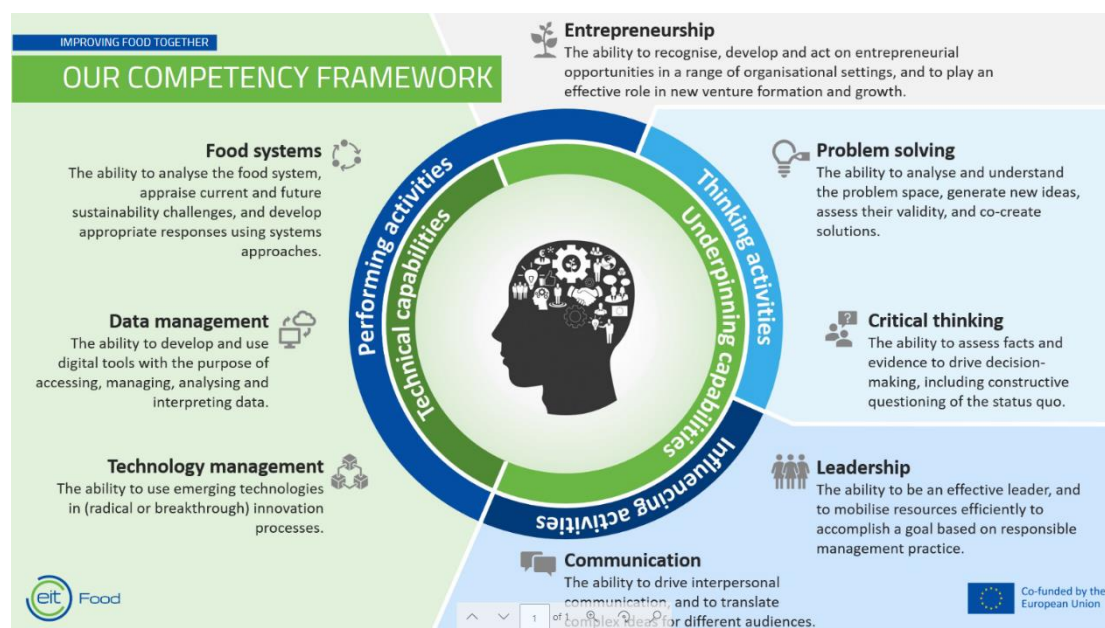 IMPROVING FOOD TOGETHER
OUR COMPETENCY FRAMEWORK
Entrepreneurship
The ability to recognise, develop and act on entrepreneurial
opportunities in a range of organisational settings, and to play an
effective role in new venture formation and growth.
Food systems
The ability to analyse the food system,
appraise current and future
sustainability challenges, and develop
appropriate responses using systems
approaches.
Data management
The ability to develop and use
digital tools with the purpose of
accessing, managing, analysing and
interpreting data.
Technology management
The ability to use emerging technologies
in (radical or breakthrough) innovation
processes.
Performing activities
Technical capabilities
Thinking activities
Underpinning capabilities
Influencing activities
Problem solving
The ability to analyse and understand
the problem space, generate new ideas,
assess their validity, and co-create
solutions.
Critical thinking
The ability to assess facts and
evidence to drive decision-
making, including constructive
questioning of the status quo.
Leadership
The ability to be an effective leader, and
to mobilise resources efficiently to
accomplish a goal based on responsible
management practice.
Communication
The ability to drive interpersonal
communication, and to translate
complex ideas for different audiences.
1 of 1
eit Food
Co-funded by the
European Union